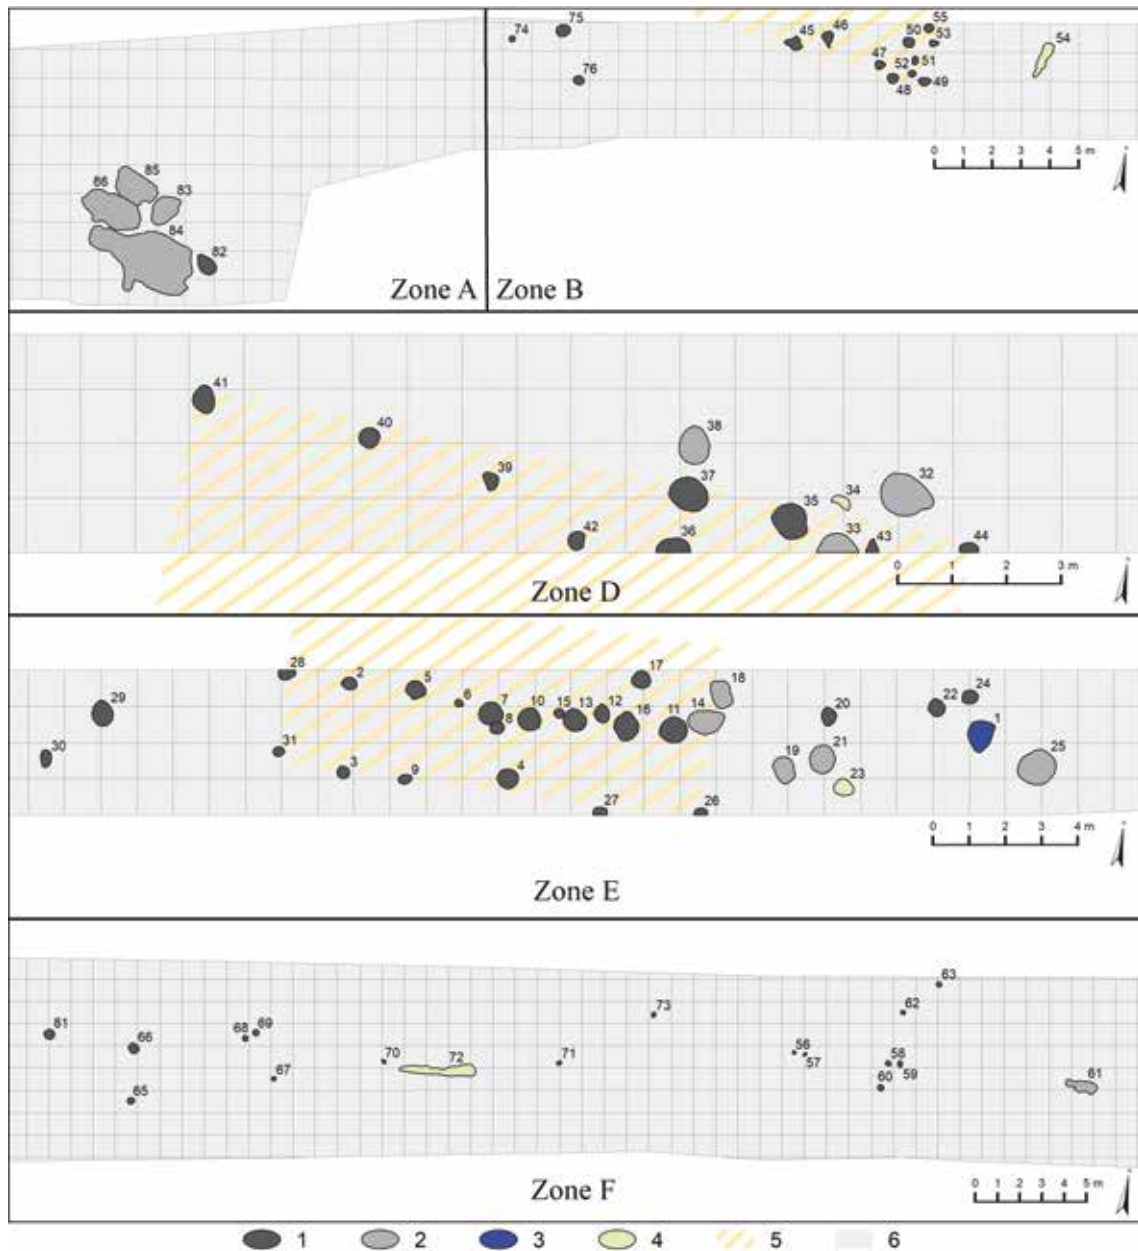 74 75 76 45 46 47 50 55 53 52 51 48 49 54
0 1 2 3 4 5 m
86 85 83 84 82
Zone A Zone B
41 40 39 42 38 37 36 35 34 33 43 32 44
0 1 2 3 m
Zone D
28 2 5 6 7 8 10 15 13 12 16 17 11 14 18 20 22 24 1
29 30 31 3 9 4 27 26 19 21 23 25
0 1 2 3 4 m
Zone E
81 66 65 68 69 67 70 72 71 73 56 57 58 59 60 62 63 61
0 1 2 3 4 5 m
Zone F
1 2 3 4 5 6